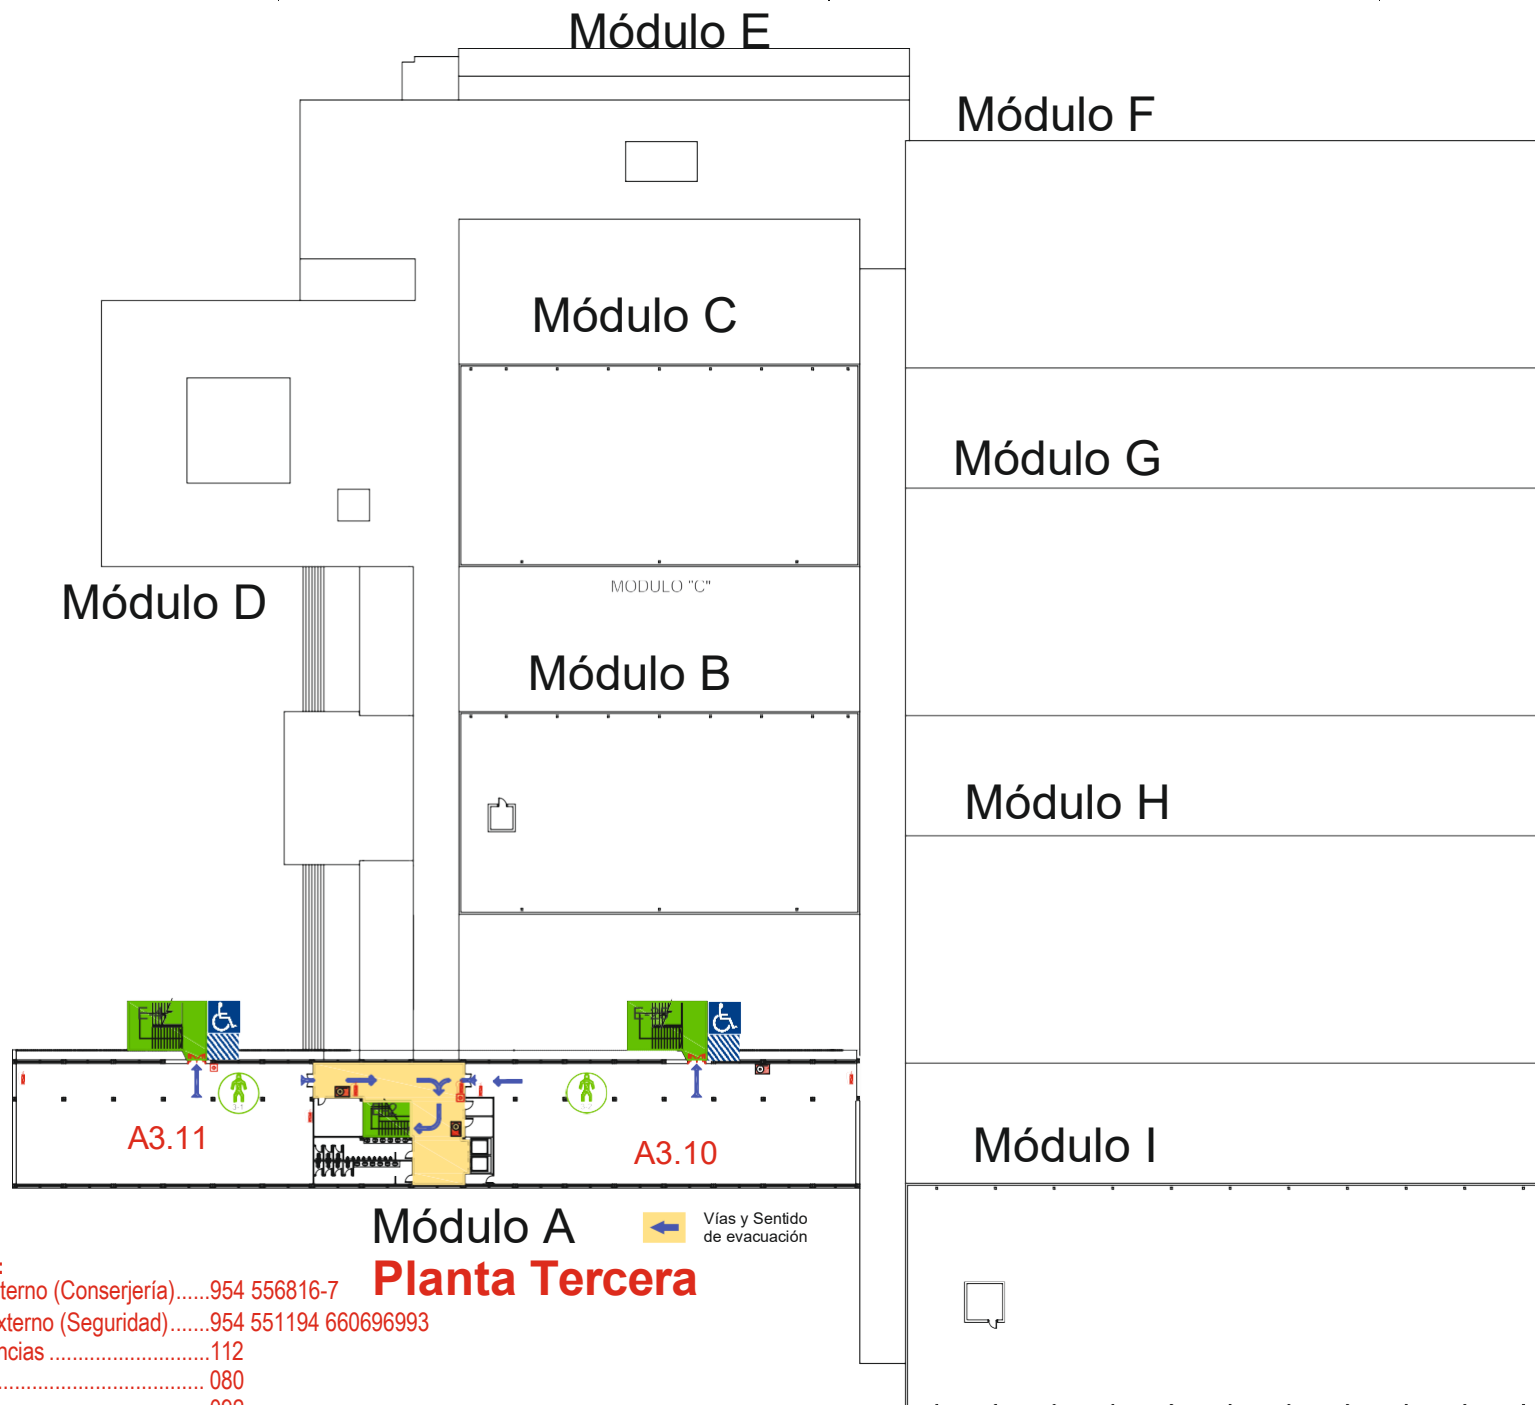 Módulo E
Módulo F
Módulo C
Módulo G
MODULO "C"
Módulo D
Módulo B
Módulo H
A3.11
A3.10
Módulo I
Módulo A
Vías y Sentido
de evacuación
Planta Tercera
:
terno (Conserjería)......954 556816-7
xterno (Seguridad).......954 551194 660696993
ncias ............................112
.................................... 080